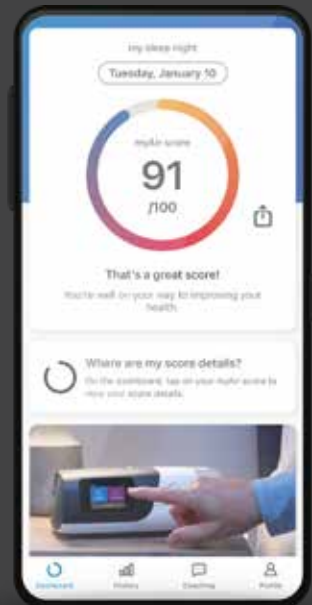 my sleep night
Tuesday, January 10
myAir score
91
/100
That's a great score!
You're well on your way to improving your
health.
Where are my score details?
On the dashboard, tap on your myAir score to
view your score details.
Dashboard
History
Coaching
Profile